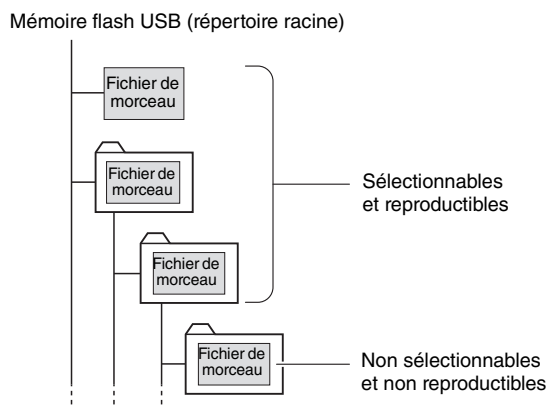 Mémoire flash USB (répertoire racine)
Fichier de
morceau
Fichier de
morceau
Sélectionnables
et reproductibles
Fichier de
morceau
Fichier de
morceau
Non sélectionnables
et non reproductibles